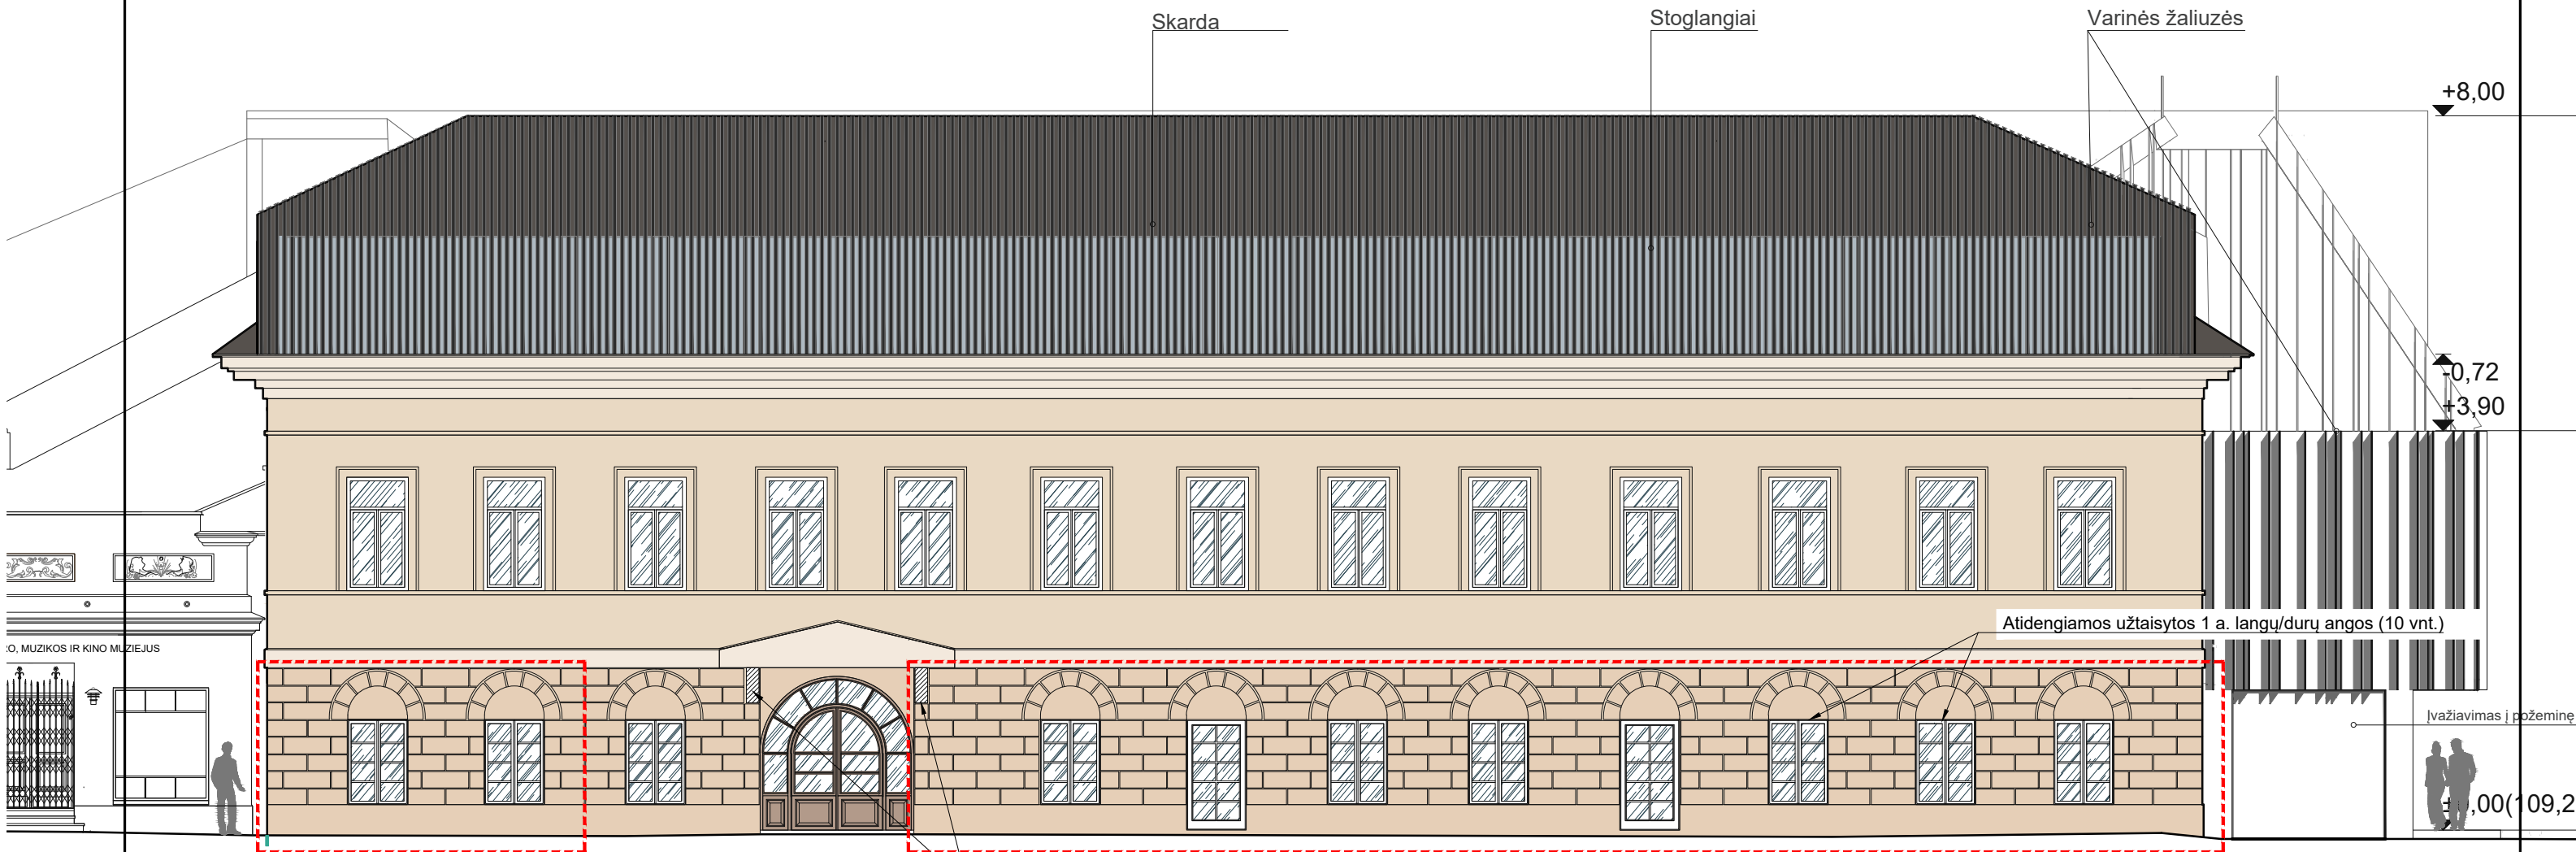 Skarda
Stoglangiai
Varinės žaliuzės
+8,00
-0,72
+3,90
Atidengiamos užtaisytos 1 a. langų/durų angos (10 vnt.)
O, MUZIKOS IR KINO MUZIEJUS
Įvažiavimas į požeminę
±0,00(109,2